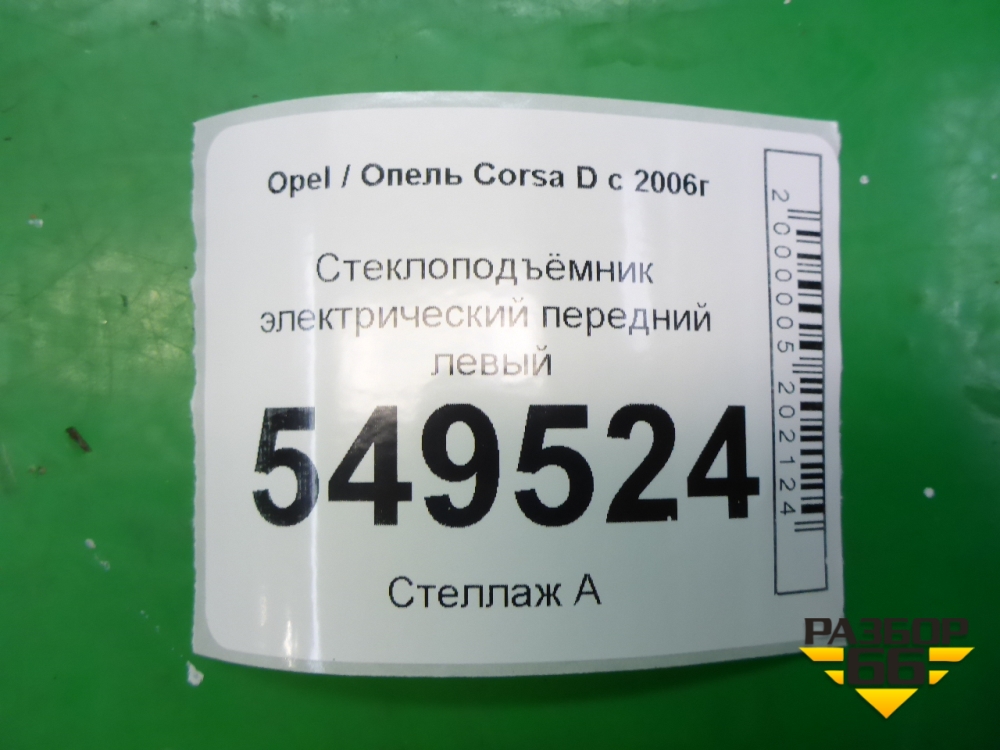 Opel / Опель Corsa D с 2006г
Стеклоподъёмник
электрический передний
левый
549524
Стеллаж А
2000005202124
РАЗБОР
66